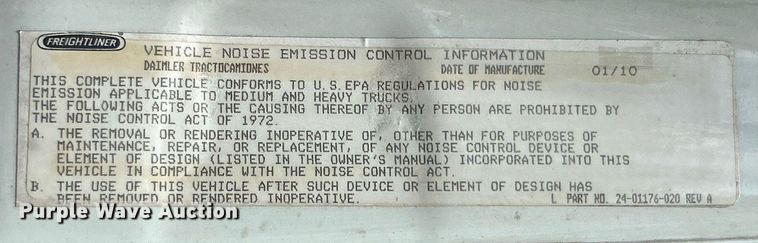 FREIGHTLINER
VEHICLE NOISE EMISSION CONTROL INFORMATION
DAIMLER TRACTOCAMIONES DATE OF MANUFACTURE 01/10
THIS COMPLETE VEHICLE CONFORMS TO U.S.EPA REGULATIONS FOR NOISE
EMISSION APPLICABLE TO MEDIUM AND HEAVY TRUCKS.
THE FOLLOWING ACTS OR THE CAUSING THEREOF BY ANY PERSON ARE PROHIBITED BY
THE NOISE CONTROL ACT OF 1972.
A. THE REMOVAL OR RENDERING INOPERATIVE OF, OTHER THAN FOR PURPOSES OF
MAINTENANCE, REPAIR, OR REPLACEMENT, OF ANY NOISE CONTROL DEVICE OR
ELEMENT OF DESIGN (LISTED IN THE OWNER'S MANUAL) INCORPORATED INTO THIS
VEHICLE IN COMPLIANCE WITH THE NOISE CONTROL ACT.
B. THE USE OF THIS VEHICLE AFTER SUCH DEVICE OR ELEMENT OF DESIGN HAS
BEEN REMOVED OR RENDERED INOPERATIVE.
L PART NO. 24-01176-020 REV A
Purple Wave Auction